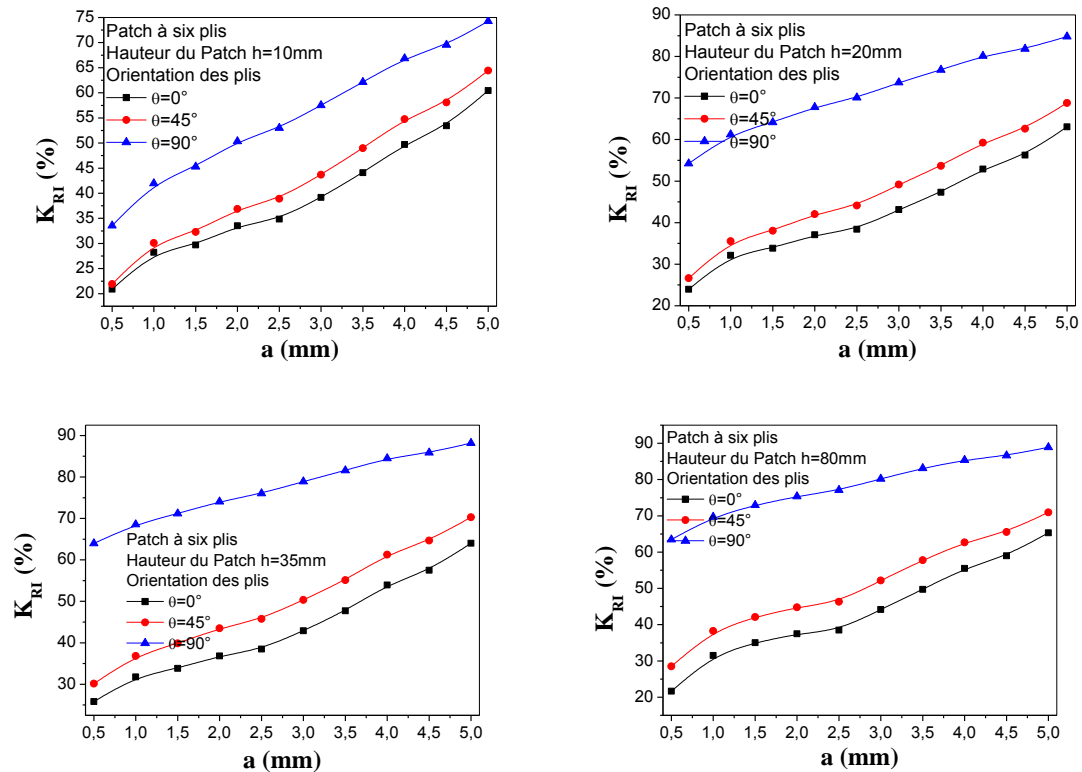 Patch à six plis
Hauteur du Patch h=10mm
Orientation des plis
θ=0°
θ=45°
θ=90°
K_RI (%)
75
70
65
60
55
50
45
40
35
30
25
20
0,5 1,0 1,5 2,0 2,5 3,0 3,5 4,0 4,5 5,0
a (mm)
Patch à six plis
Hauteur du Patch h=20mm
Orientation des plis
θ=0°
θ=45°
θ=90°
K_RI (%)
90
80
70
60
50
40
30
20
0,5 1,0 1,5 2,0 2,5 3,0 3,5 4,0 4,5 5,0
a (mm)
Patch à six plis
Hauteur du Patch h=35mm
Orientation des plis
θ=0°
θ=45°
θ=90°
K_RI (%)
90
80
70
60
50
40
30
0,5 1,0 1,5 2,0 2,5 3,0 3,5 4,0 4,5 5,0
a (mm)
Patch à six plis
Hauteur du Patch h=80mm
Orientation des plis
θ=0°
θ=45°
θ=90°
K_RI (%)
90
80
70
60
50
40
30
20
0,5 1,0 1,5 2,0 2,5 3,0 3,5 4,0 4,5 5,0
a (mm)